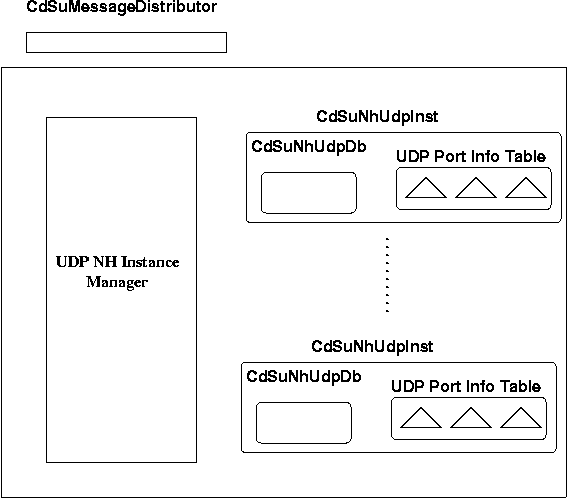 CdSuMessageDistributor
CdSuNhUdpInst
CdSuNhUdpDb
UDP Port Info Table
UDP NH Instance
Manager
CdSuNhUdpInst
CdSuNhUdpDb
UDP Port Info Table